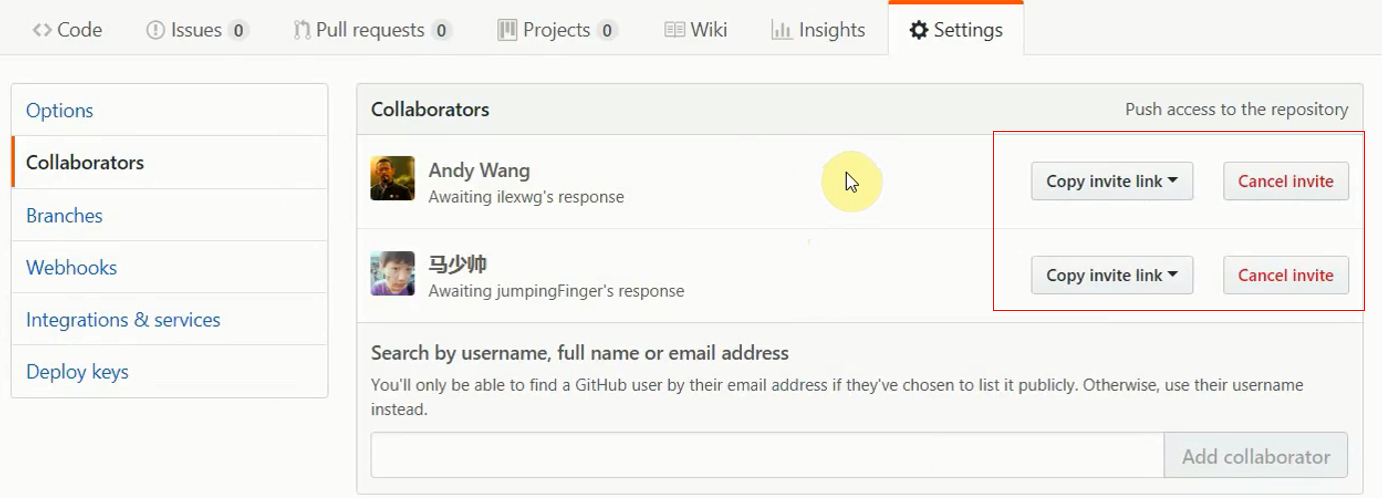 Code Issues 0 Pull requests 0 Projects 0 Wiki Insights Settings
Options
Collaborators
Branches
Webhooks
Integrations & services
Deploy keys
Collaborators Push access to the repository
Andy Wang
Awaiting ilexwg's response
Copy invite link Cancel invite
马少帅
Awaiting jumpingFinger's response
Copy invite link Cancel invite
Search by username, full name or email address
You'll only be able to find a GitHub user by their email address if they've chosen to list it publicly. Otherwise, use their username
instead.
Add collaborator